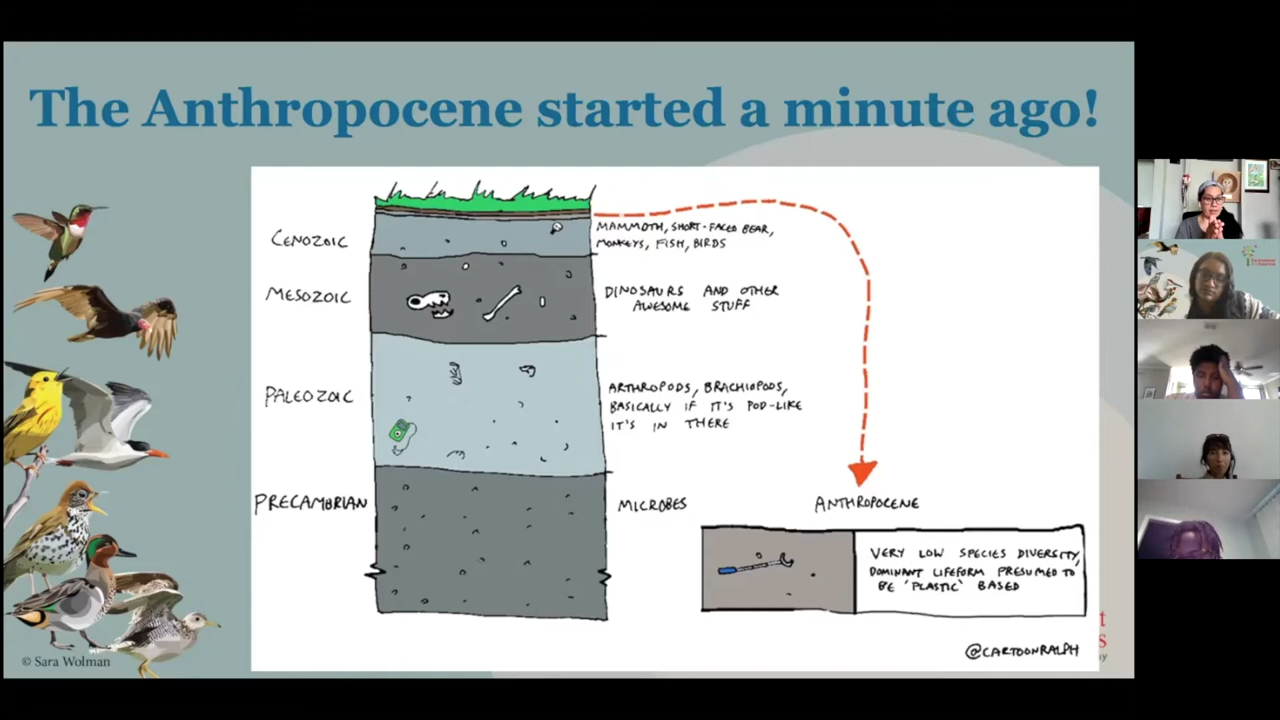 The Anthropocene started a minute ago!
CENOZOIC
MAMMOTH, SHORT-FACED BEAR,
MONKEYS, FISH, BIRDS
MESOZOIC
DINOSAURS AND OTHER
AWESOME STUFF
PALEOZOIC
ARTHROPODS, BRACHIOPODS,
BASICALLY IF IT'S POD-LIKE
IT'S IN THERE
PRECAMBRIAN
MICROBES
ANTHROPOCENE
VERY LOW SPECIES DIVERSITY,
DOMINANT LIFEFORM PRESUMED TO
BE 'PLASTIC' BASED
@CARTOONRALPH
© Sara Wolman